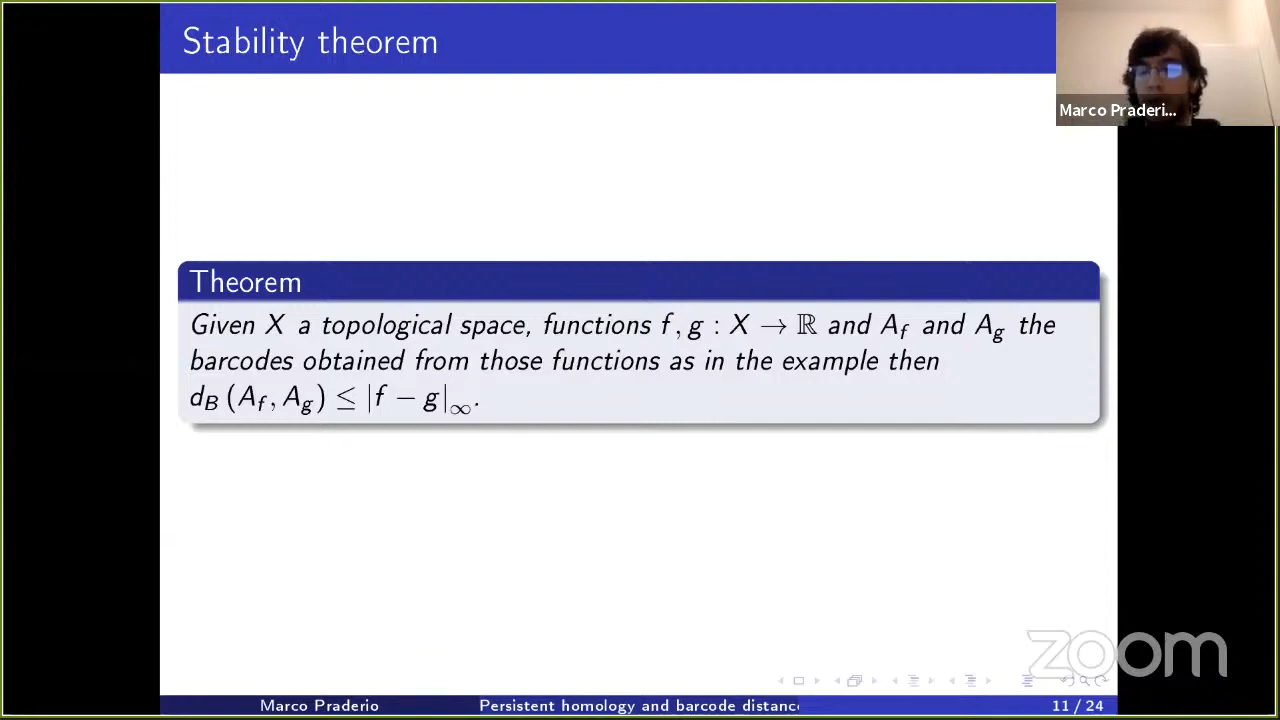 Stability theorem
Marco Praderi...
Theorem
Given X a topological space, functions f, g : X → ℝ and A_f and A_g the
barcodes obtained from those functions as in the example then
d_B (A_f, A_g) ≤ |f − g|_∞.
zoom
Marco Praderio
Persistent homology and barcode distanc
11 / 24